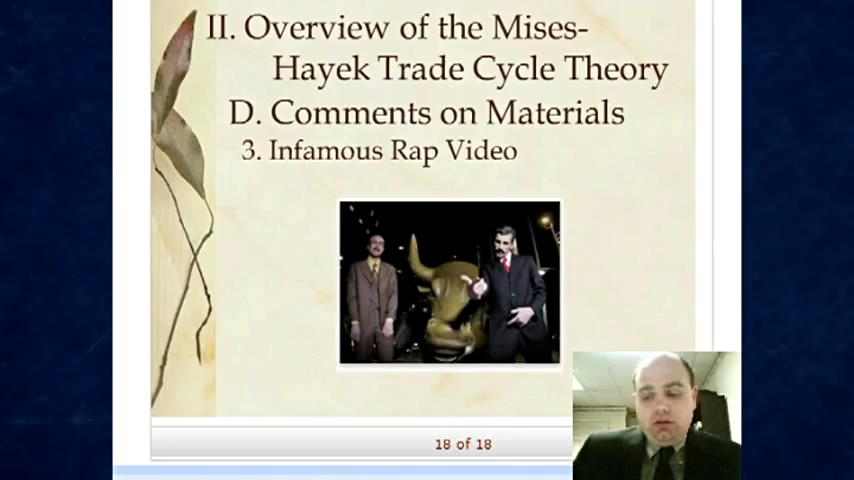 II. Overview of the Mises-
Hayek Trade Cycle Theory
D. Comments on Materials
3. Infamous Rap Video
18 of 18